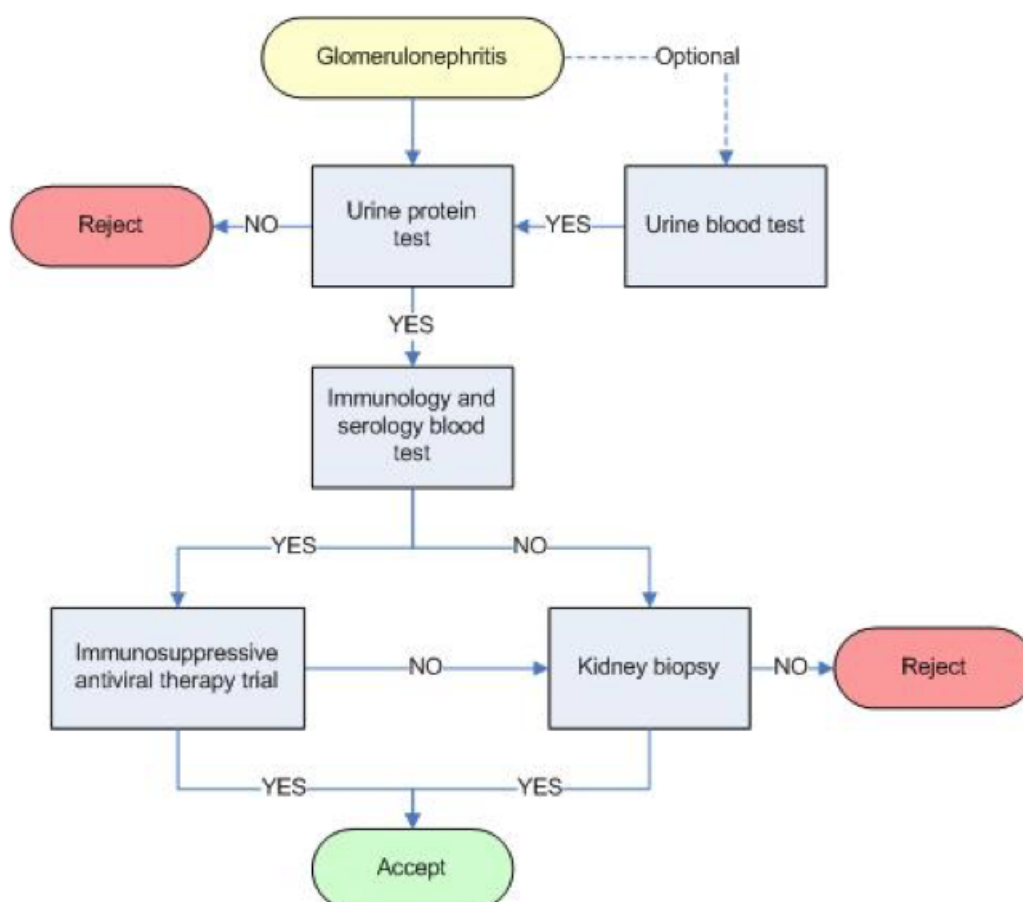 Glomerulonephritis
Optional
Urine protein
test
Urine blood test
Reject
NO
YES
YES
Immunology and
serology blood
test
YES
NO
Immunosuppressive
antiviral therapy trial
NO
Kidney biopsy
NO
Reject
YES
YES
Accept